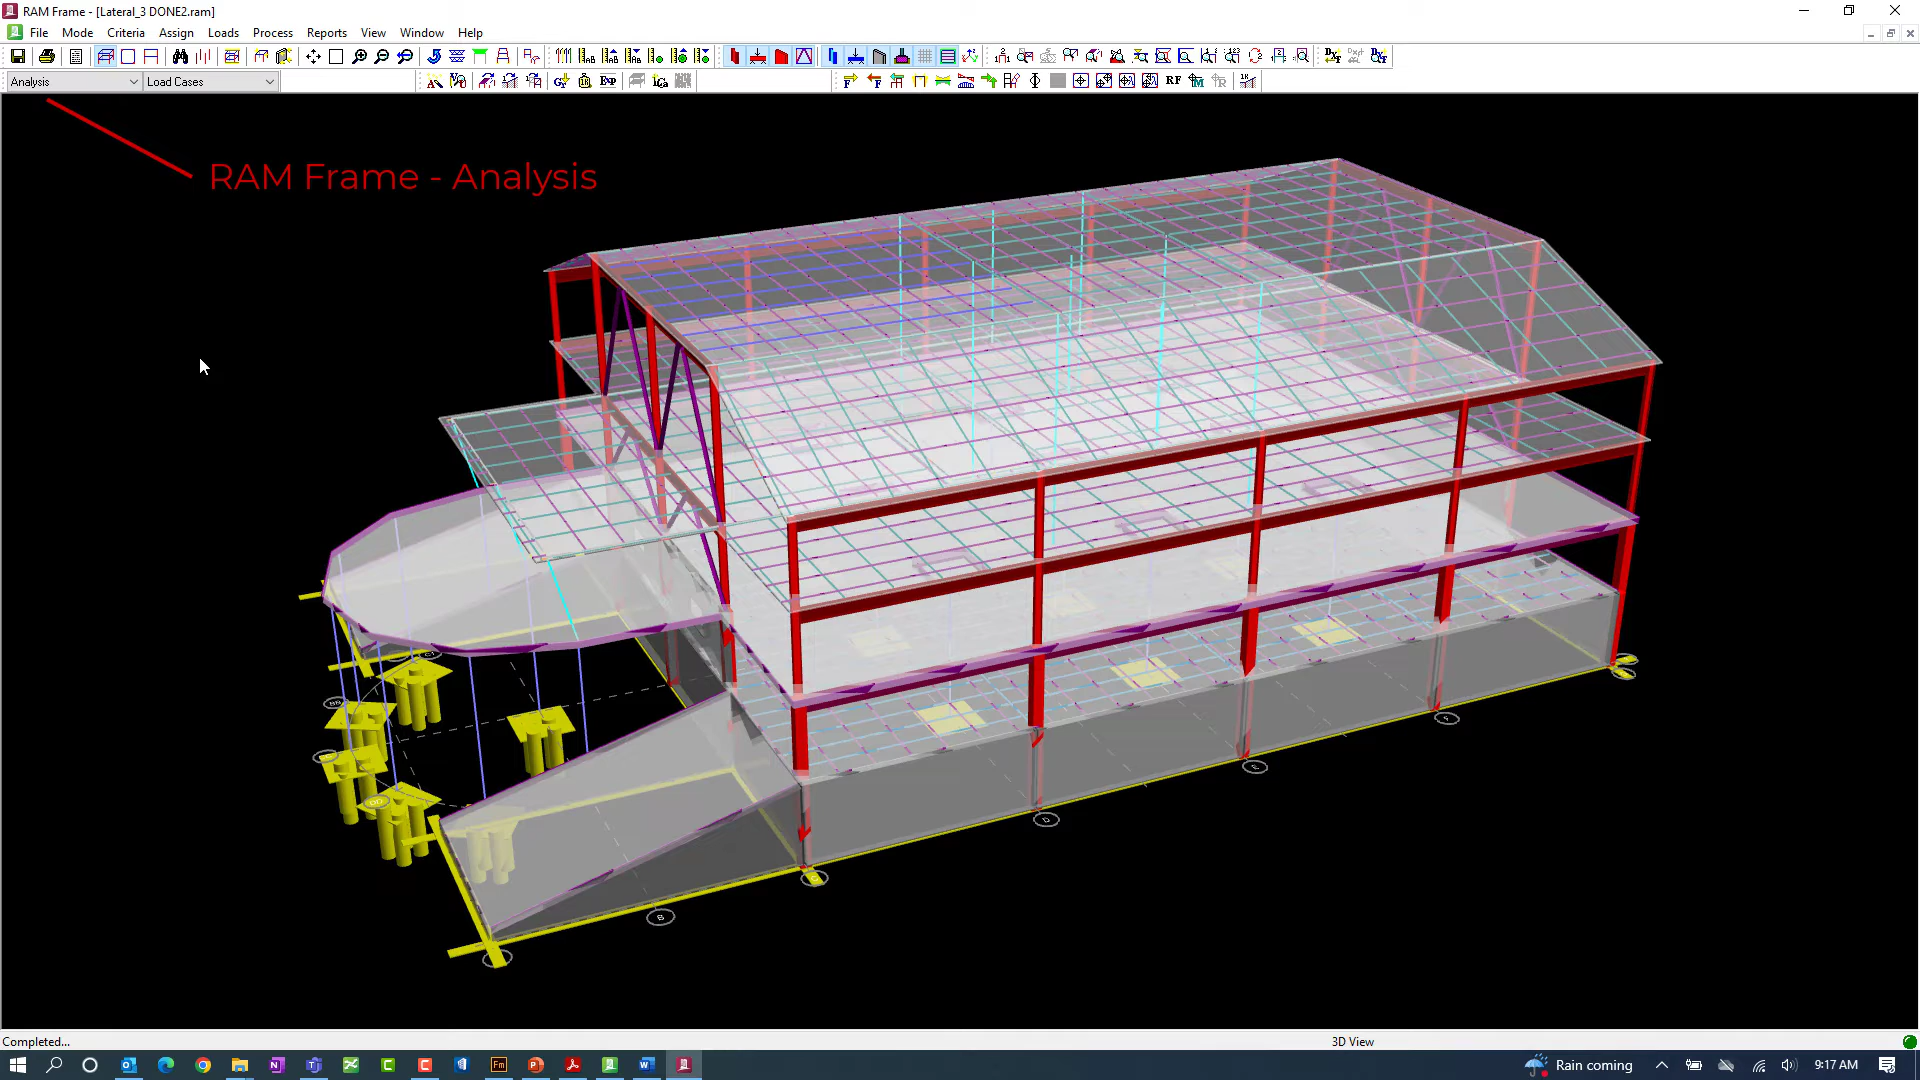 RAM Frame - [Lateral_3 DONE2.ram]
File Mode Criteria Assign Loads Process Reports View Window Help
Analysis Load Cases
RAM Frame - Analysis
Completed...
3D View
Rain coming
9:17 AM